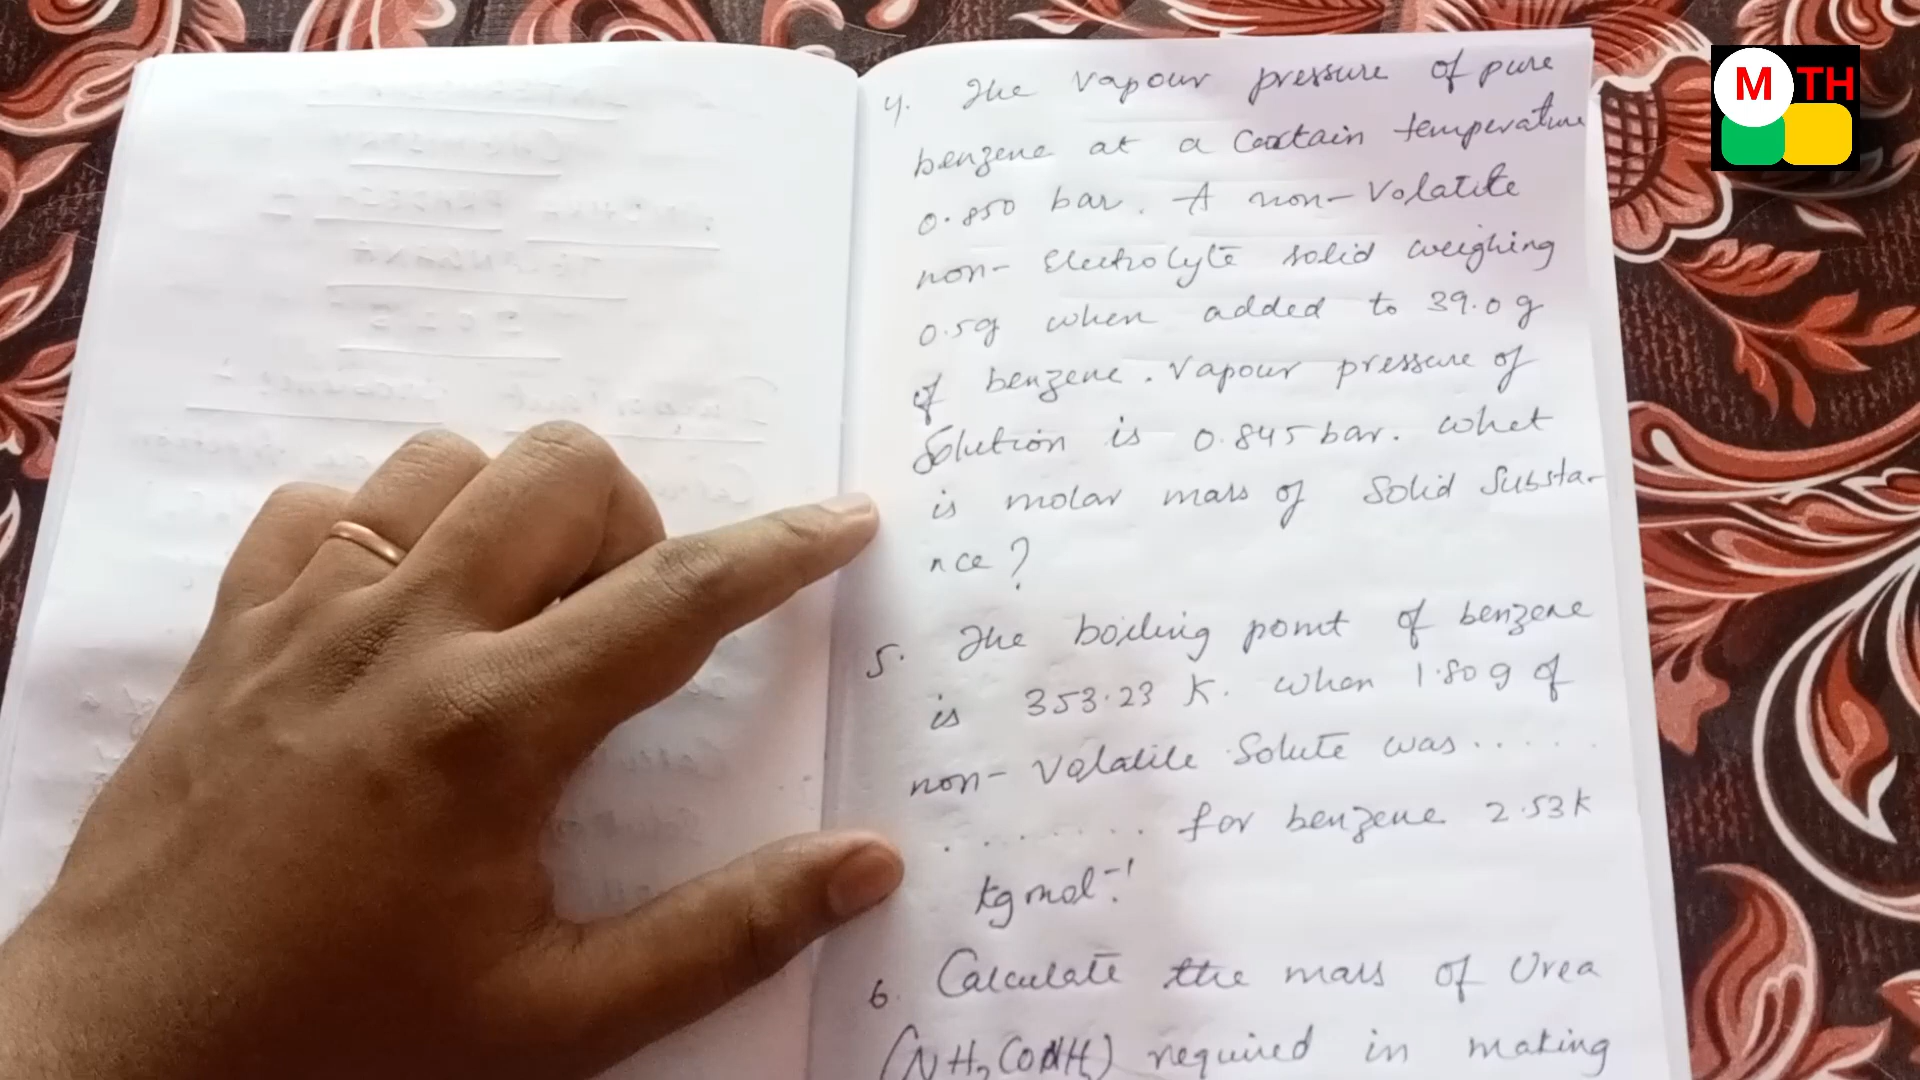 M TH
4. The vapour pressure of pure
benzene at a Certain temperature
0.850 bar. A non-Volatile
non-Electrolyte solid weighing
0.5g when added to 39.0 g
of benzene. Vapour pressure of
Solution is 0.845 bar. what
is molar mass of Solid Substa-
nce?
5. The boiling point of benzene
is 353.23 K. when 1.80 g of
non-Volatile Solute was.....
........ for benzene 2.53 K
kg mol-1.
6. Calculate the mass of Urea
(NH2CONH2) required in making